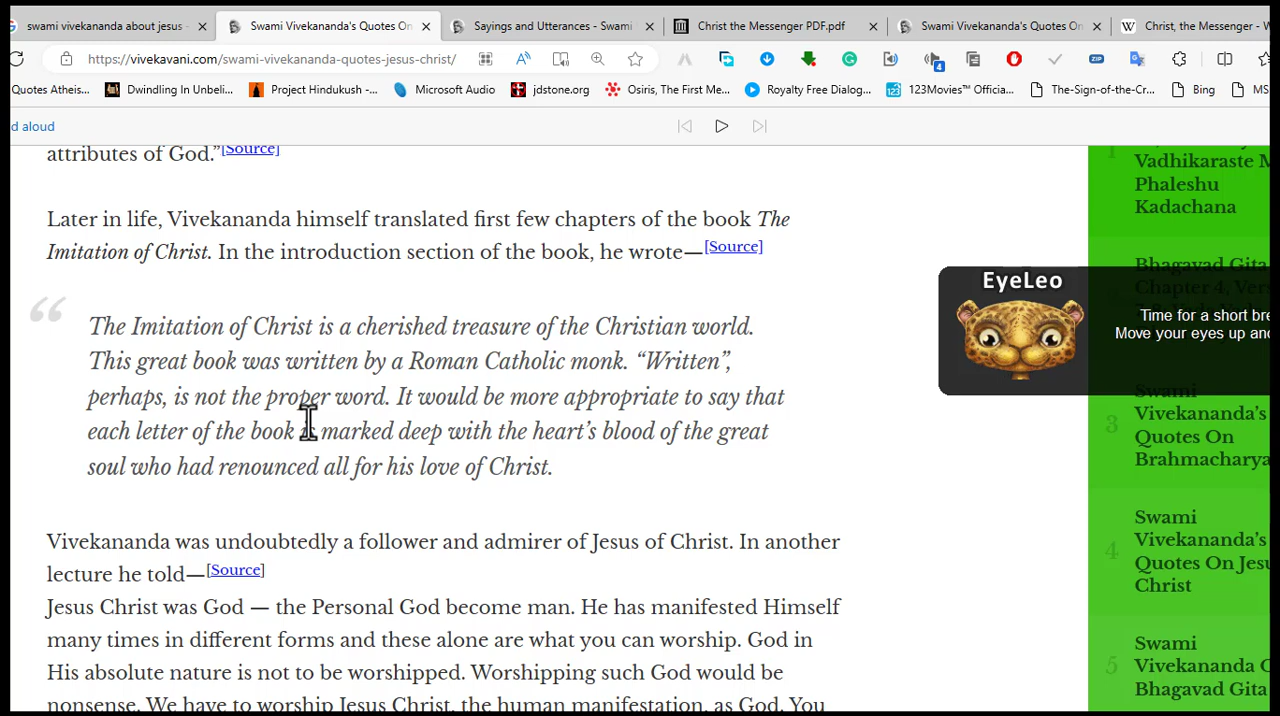 swami vivekananda about jesus -
Swami Vivekananda's Quotes On
Sayings and Utterances - Swami
Christ the Messenger PDF.pdf
Swami Vivekananda's Quotes On
Christ, the Messenger - W
https://vivekavani.com/swami-vivekananda-quotes-jesus-christ/
4
ZIP
Quotes Atheis...
Dwindling In Unbeli...
Project Hindukush -...
Microsoft Audio
jdstone.org
Osiris, The First Me...
Royalty Free Dialog...
123Movies™ Officia...
The-Sign-of-the-Cr...
Bing
MS
d aloud
attributes of God.”[Source]
Later in life, Vivekananda himself translated first few chapters of the book The
Imitation of Christ. In the introduction section of the book, he wrote—[Source]
“
The Imitation of Christ is a cherished treasure of the Christian world.
This great book was written by a Roman Catholic monk. “Written”,
perhaps, is not the proper word. It would be more appropriate to say that
each letter of the book is marked deep with the heart’s blood of the great
soul who had renounced all for his love of Christ.
Vivekananda was undoubtedly a follower and admirer of Jesus of Christ. In another
lecture he told—[Source]
Jesus Christ was God — the Personal God become man. He has manifested Himself
many times in different forms and these alone are what you can worship. God in
His absolute nature is not to be worshipped. Worshipping such God would be
nonsense. We have to worship Jesus Christ, the human manifestation, as God. You
Vadhikaraste M
Phaleshu
Kadachana
Bhagavad Gita
Chapter 4, Vers
EyeLeo
Time for a short bre
Move your eyes up and
3
Swami
Vivekananda’s
Quotes On
Brahmacharya
4
Swami
Vivekananda’s
Quotes On Jesu
Christ
5
Swami
Vivekananda O
Bhagavad Gita